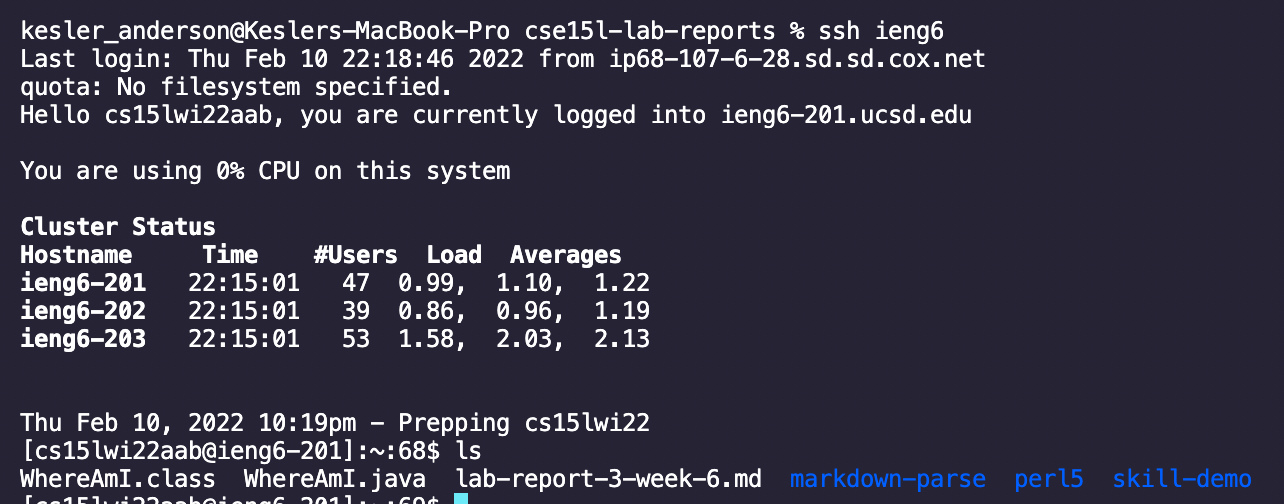 kesler_anderson@Keslers-MacBook-Pro cse15l-lab-reports % ssh ieng6
Last login: Thu Feb 10 22:18:46 2022 from ip68-107-6-28.sd.sd.cox.net
quota: No filesystem specified.
Hello cs15lwi22aab, you are currently logged into ieng6-201.ucsd.edu
You are using 0% CPU on this system
Cluster Status
Hostname     Time    #Users  Load  Averages
ieng6-201   22:15:01   47  0.99,  1.10,  1.22
ieng6-202   22:15:01   39  0.86,  0.96,  1.19
ieng6-203   22:15:01   53  1.58,  2.03,  2.13
Thu Feb 10, 2022 10:19pm - Prepping cs15lwi22
[cs15lwi22aab@ieng6-201]:~:68$ ls
WhereAmI.class  WhereAmI.java  lab-report-3-week-6.md  markdown-parse  perl5  skill-demo
[cs15lwi22aab@ieng6-201]:~:69$